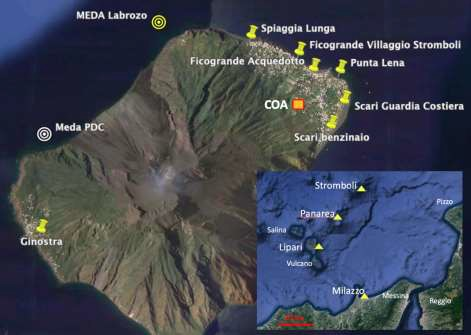 MEDA Labrozo
Spiaggia Lunga
Ficogrande Villaggio Stromboli
Ficogrande Acquedotto
Punta Lena
COA
Scari Guardia Costiera
Scari benzinaio
Meda PDC
Ginostra
Stromboli
Pizzo
Panarea
Salina
Lipari
Vulcano
Milazzo
Messina
Reggio